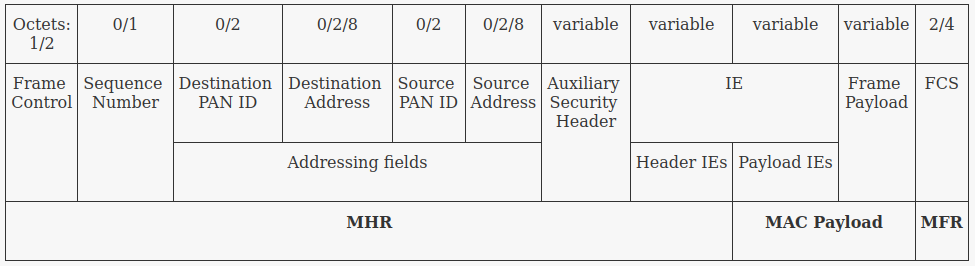 Octets: 0/1 0/2 0/2/8 0/2 0/2/8 variable variable variable variable 2/4
1/2
Frame Sequence Destination Destination Source Source Auxiliary IE Frame FCS
Control Number PAN ID Address PAN ID Address Security Payload
Header
Addressing fields Header IEs Payload IEs
MHR MAC Payload MFR